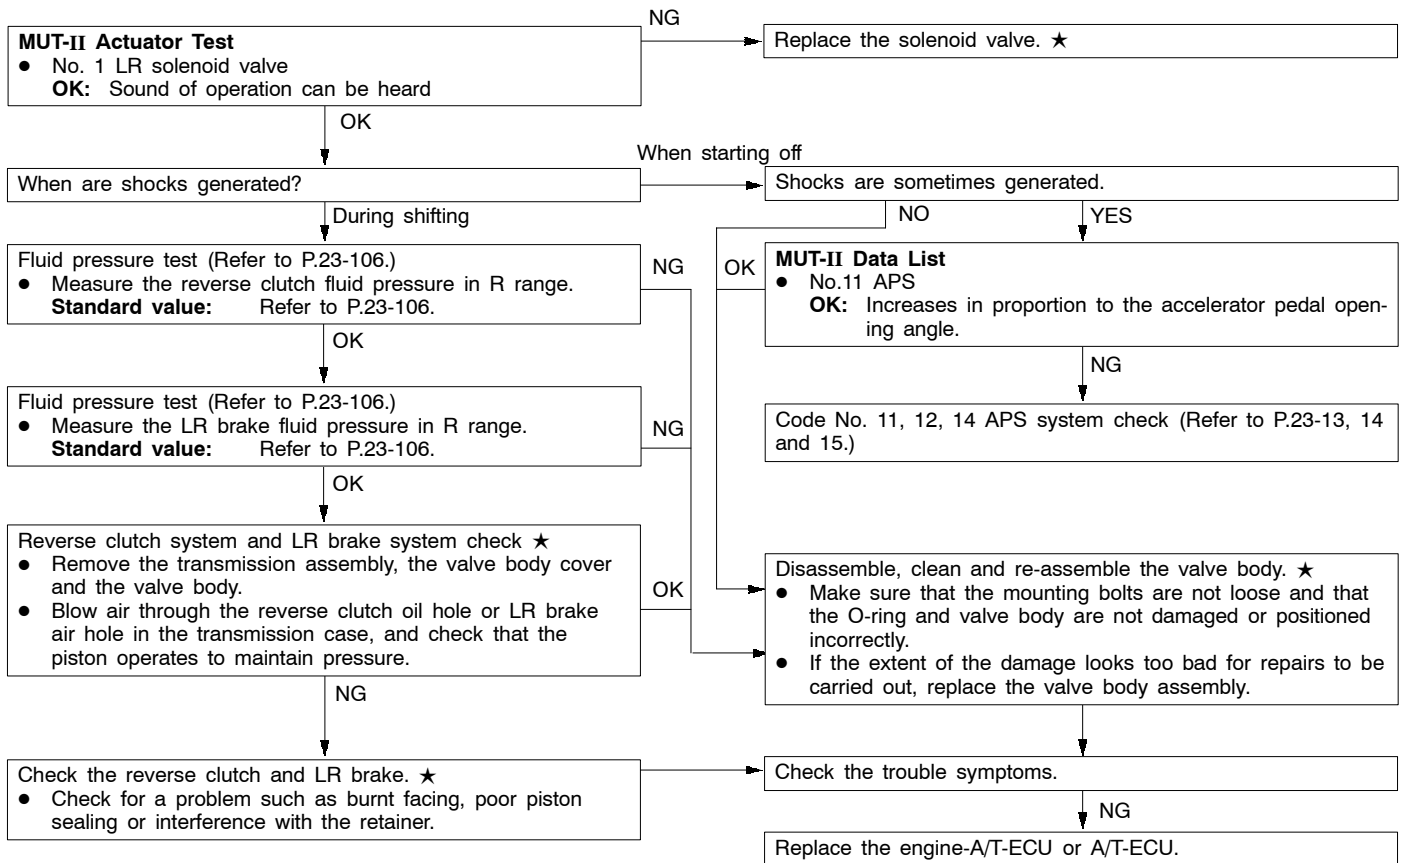 NG
MUT-II Actuator Test
● No. 1 LR solenoid valve
OK: Sound of operation can be heard
Replace the solenoid valve. ★
OK
When starting off
When are shocks generated?
Shocks are sometimes generated.
During shifting
NO
YES
Fluid pressure test (Refer to P.23-106.)
● Measure the reverse clutch fluid pressure in R range.
Standard value: Refer to P.23-106.
NG
OK
MUT-II Data List
● No.11 APS
OK: Increases in proportion to the accelerator pedal open-
ing angle.
OK
NG
Fluid pressure test (Refer to P.23-106.)
● Measure the LR brake fluid pressure in R range.
Standard value: Refer to P.23-106.
NG
Code No. 11, 12, 14 APS system check (Refer to P.23-13, 14
and 15.)
OK
Reverse clutch system and LR brake system check ★
● Remove the transmission assembly, the valve body cover
and the valve body.
● Blow air through the reverse clutch oil hole or LR brake
air hole in the transmission case, and check that the
piston operates to maintain pressure.
OK
Disassemble, clean and re-assemble the valve body. ★
● Make sure that the mounting bolts are not loose and that
the O-ring and valve body are not damaged or positioned
incorrectly.
● If the extent of the damage looks too bad for repairs to be
carried out, replace the valve body assembly.
NG
Check the reverse clutch and LR brake. ★
● Check for a problem such as burnt facing, poor piston
sealing or interference with the retainer.
Check the trouble symptoms.
NG
Replace the engine-A/T-ECU or A/T-ECU.